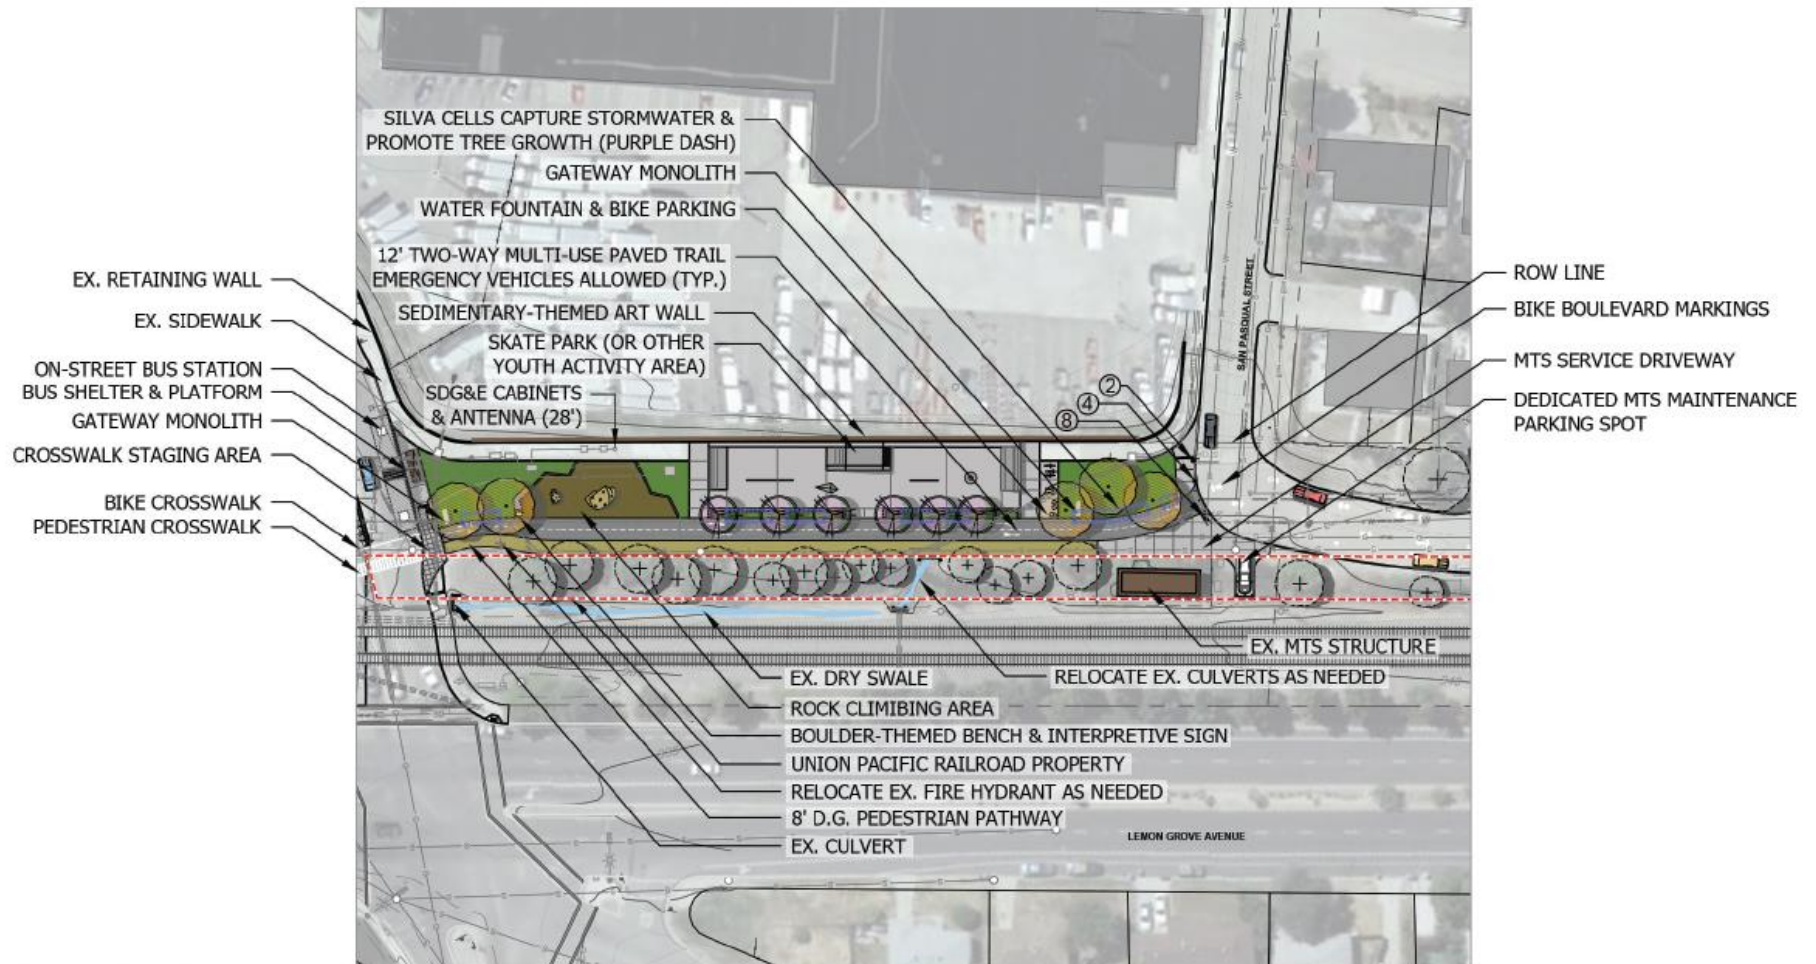 SILVA CELLS CAPTURE STORMWATER &
PROMOTE TREE GROWTH (PURPLE DASH)
GATEWAY MONOLITH
WATER FOUNTAIN & BIKE PARKING
12' TWO-WAY MULTI-USE PAVED TRAIL
EMERGENCY VEHICLES ALLOWED (TYP.)
SEDIMENTARY-THEMED ART WALL
SKATE PARK (OR OTHER
YOUTH ACTIVITY AREA)
SDG&E CABINETS
& ANTENNA (28')
EX. RETAINING WALL
EX. SIDEWALK
ON-STREET BUS STATION
BUS SHELTER & PLATFORM
GATEWAY MONOLITH
CROSSWALK STAGING AREA
BIKE CROSSWALK
PEDESTRIAN CROSSWALK
2
4
8
SAN PASQUAL STREET
ROW LINE
BIKE BOULEVARD MARKINGS
MTS SERVICE DRIVEWAY
DEDICATED MTS MAINTENANCE
PARKING SPOT
EX. MTS STRUCTURE
RELOCATE EX. CULVERTS AS NEEDED
EX. DRY SWALE
ROCK CLIMIBING AREA
BOULDER-THEMED BENCH & INTERPRETIVE SIGN
UNION PACIFIC RAILROAD PROPERTY
RELOCATE EX. FIRE HYDRANT AS NEEDED
8' D.G. PEDESTRIAN PATHWAY
EX. CULVERT
LEMON GROVE AVENUE